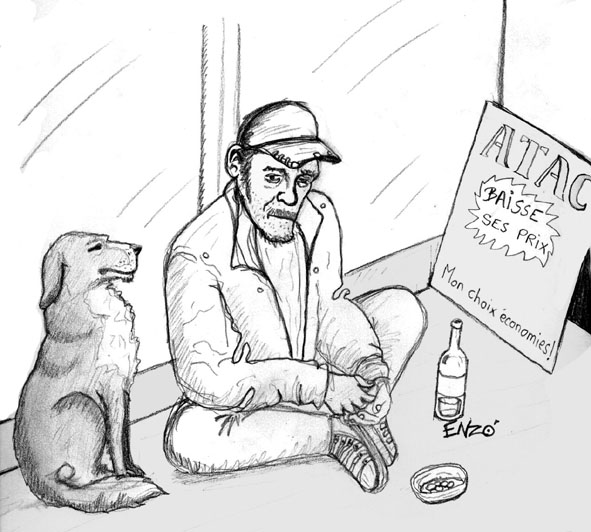 ATAC
BAISSE
SES PRIX
Mon choix économies!
ENZO